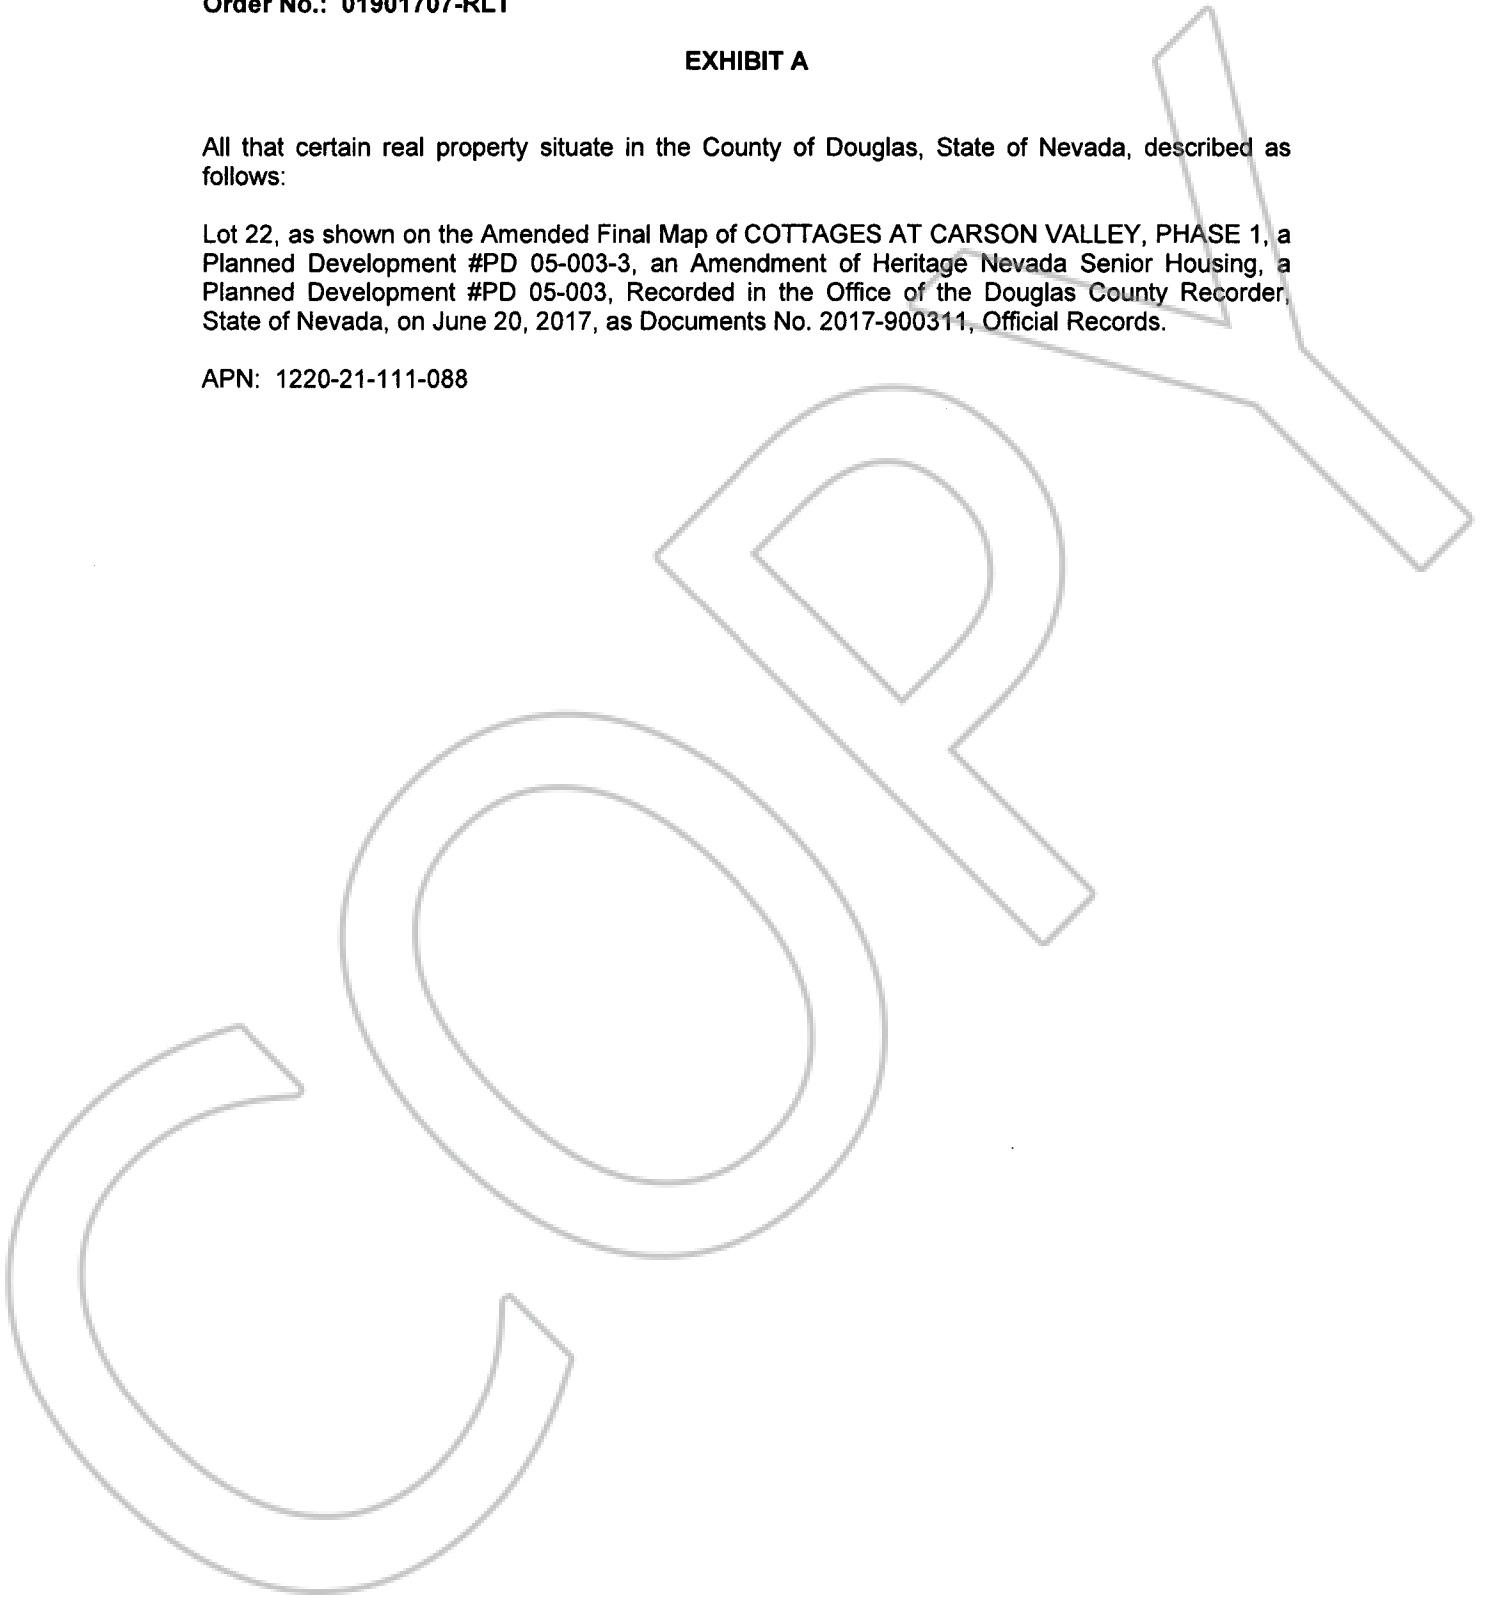 Order No.: 01901707-RLT
EXHIBIT A
All that certain real property situate in the County of Douglas, State of Nevada, described as
follows:
Lot 22, as shown on the Amended Final Map of COTTAGES AT CARSON VALLEY, PHASE 1, a
Planned Development #PD 05-003-3, an Amendment of Heritage Nevada Senior Housing, a
Planned Development #PD 05-003, Recorded in the Office of the Douglas County Recorder,
State of Nevada, on June 20, 2017, as Documents No. 2017-900311, Official Records.
APN: 1220-21-111-088
COPY